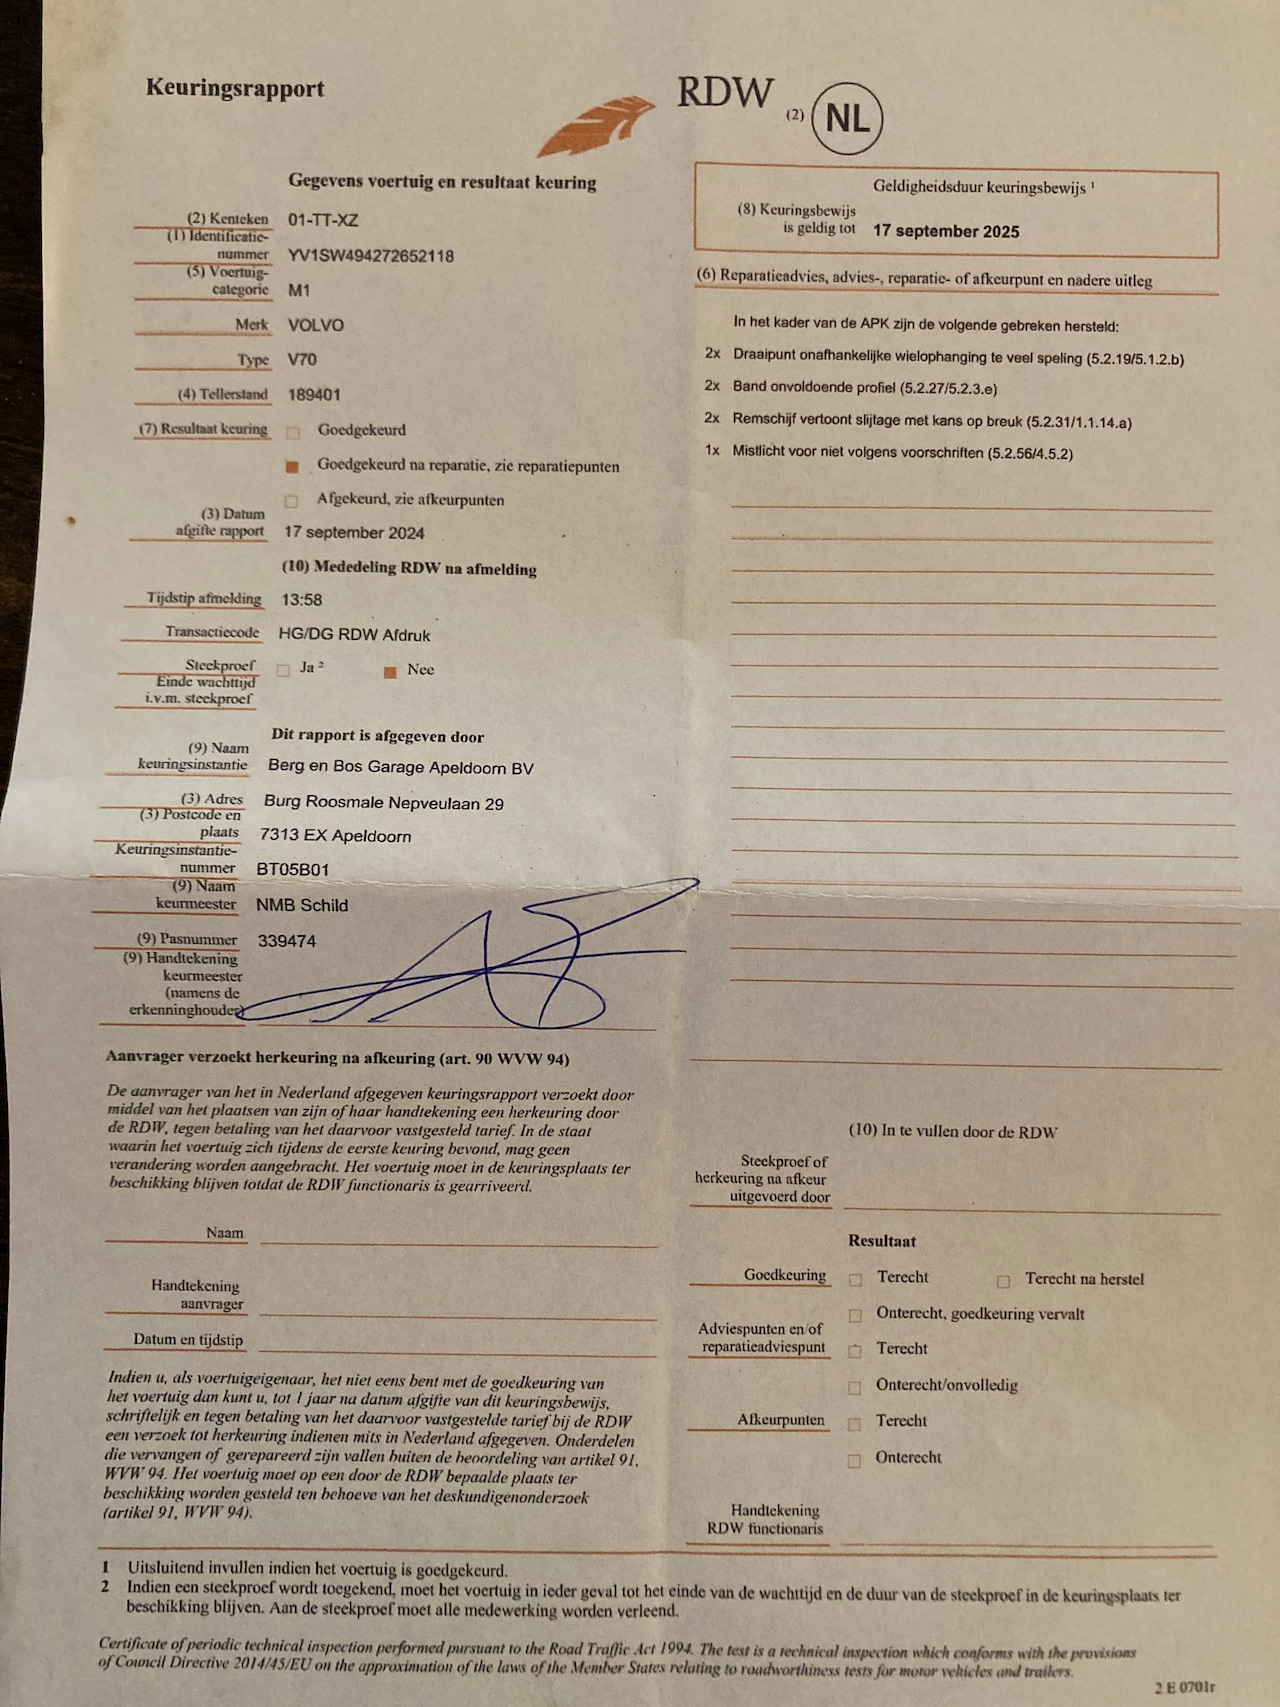 Keuringsrapport
RDW
(2) NL
Gegevens voertuig en resultaat keuring
(2) Kenteken 01-TT-XZ
(1) Identificatie-
nummer YV1SW494272652118
(5) Voertuig-
categorie M1
Merk VOLVO
Type V70
(4) Tellerstand 189401
(7) Resultaat keuring Goedgekeurd
Goedgekeurd na reparatie, zie reparatiepunten
Afgekeurd, zie afkeurpunten
(3) Datum
afgifte rapport 17 september 2024
(10) Mededeling RDW na afmelding
Tijdstip afmelding 13:58
Transactiecode HG/DG RDW Afdruk
Steekproef Ja ² Nee
Einde wachttijd
i.v.m. steekproef
Dit rapport is afgegeven door
(9) Naam
keuringsinstantie Berg en Bos Garage Apeldoorn BV
(3) Adres Burg Roosmale Nepveulaan 29
(3) Postcode en
plaats 7313 EX Apeldoorn
Keuringsinstantie-
nummer BT05B01
(9) Naam
keurmeester NMB Schild
(9) Pasnummer 339474
(9) Handtekening
keurmeester
(namens de
erkenninghouder)
Geldigheidsduur keuringsbewijs ¹
(8) Keuringsbewijs
is geldig tot 17 september 2025
(6) Reparatieadvies, advies-, reparatie- of afkeurpunt en nadere uitleg
In het kader van de APK zijn de volgende gebreken hersteld:
2x Draaipunt onafhankelijke wielophanging te veel speling (5.2.19/5.1.2.b)
2x Band onvoldoende profiel (5.2.27/5.2.3.e)
2x Remschijf vertoont slijtage met kans op breuk (5.2.31/1.1.14.a)
1x Mistlicht voor niet volgens voorschriften (5.2.56/4.5.2)
Aanvrager verzoekt herkeuring na afkeuring (art. 90 WVW 94)
De aanvrager van het in Nederland afgegeven keuringsrapport verzoekt door
middel van het plaatsen van zijn of haar handtekening een herkeuring door
de RDW, tegen betaling van het daarvoor vastgesteld tarief. In de staat
waarin het voertuig zich tijdens de eerste keuring bevond, mag geen
verandering worden aangebracht. Het voertuig moet in de keuringsplaats ter
beschikking blijven totdat de RDW functionaris is gearriveerd.
Naam
Handtekening
aanvrager
Datum en tijdstip
Indien u, als voertuigeigenaar, het niet eens bent met de goedkeuring van
het voertuig dan kunt u, tot 1 jaar na datum afgifte van dit keuringsbewijs,
schriftelijk en tegen betaling van het daarvoor vastgestelde tarief bij de RDW
een verzoek tot herkeuring indienen mits in Nederland afgegeven. Onderdelen
die vervangen of gerepareerd zijn vallen buiten de beoordeling van artikel 91,
WVW 94. Het voertuig moet op een door de RDW bepaalde plaats ter
beschikking worden gesteld ten behoeve van het deskundigenonderzoek
(artikel 91, WVW 94).
(10) In te vullen door de RDW
Steekproef of
herkeuring na afkeur
uitgevoerd door
Resultaat
Goedkeuring Terecht Terecht na herstel
Onterecht, goedkeuring vervalt
Adviespunten en/of
reparatieadviespunt Terecht
Onterecht/onvolledig
Afkeurpunten Terecht
Onterecht
Handtekening
RDW functionaris
1 Uitsluitend invullen indien het voertuig is goedgekeurd.
2 Indien een steekproef wordt toegekend, moet het voertuig in ieder geval tot het einde van de wachttijd en de duur van de steekproef in de keuringsplaats ter
beschikking blijven. Aan de steekproef moet alle medewerking worden verleend.
Certificate of periodic technical inspection performed pursuant to the Road Traffic Act 1994. The test is a technical inspection which conforms with the provisions
of Council Directive 2014/45/EU on the approximation of the laws of the Member States relating to roadworthiness tests for motor vehicles and trailers.
2 E 0701r